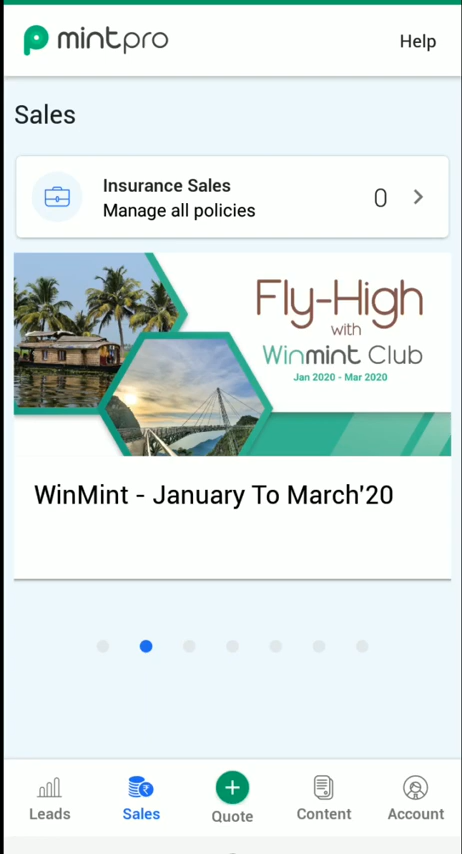 mintpro
Help
Sales
Insurance Sales
Manage all policies
0
Fly-High
with
Winmint Club
Jan 2020 - Mar 2020
WinMint - January To March'20
Leads
Sales
Quote
Content
Account